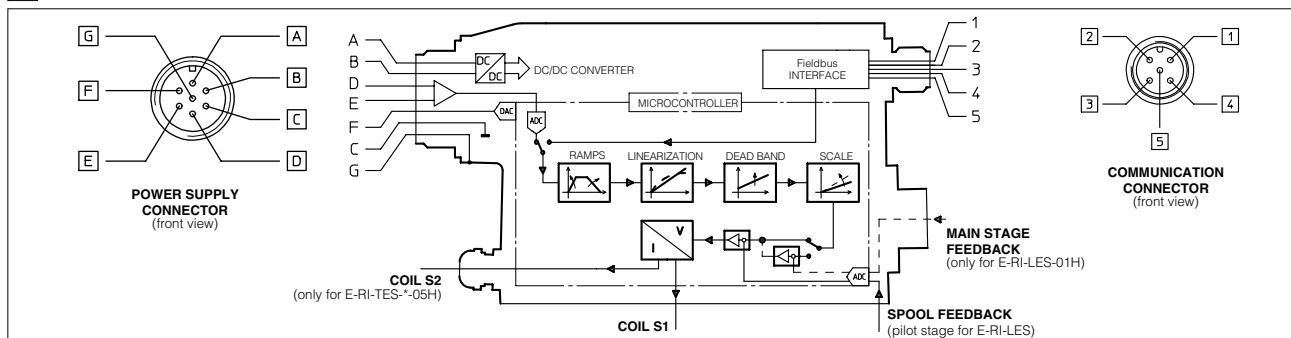 G
A
F
B
C
E
D
POWER SUPPLY
CONNECTOR
(front view)
A
B
D
E
F
C
G
DC
DC
DC/DC CONVERTER
DAC
ADC
MICROCONTROLLER
Fieldbus
INTERFACE
1
2
3
4
5
RAMPS
LINEARIZATION
DEAD BAND
SCALE
V
I
ADC
COIL S2
(only for E-RI-TES-*-05H)
COIL S1
MAIN STAGE
FEEDBACK
(only for E-RI-LES-01H)
SPOOL FEEDBACK
(pilot stage for E-RI-LES)
2
1
3
4
5
COMMUNICATION
CONNECTOR
(front view)